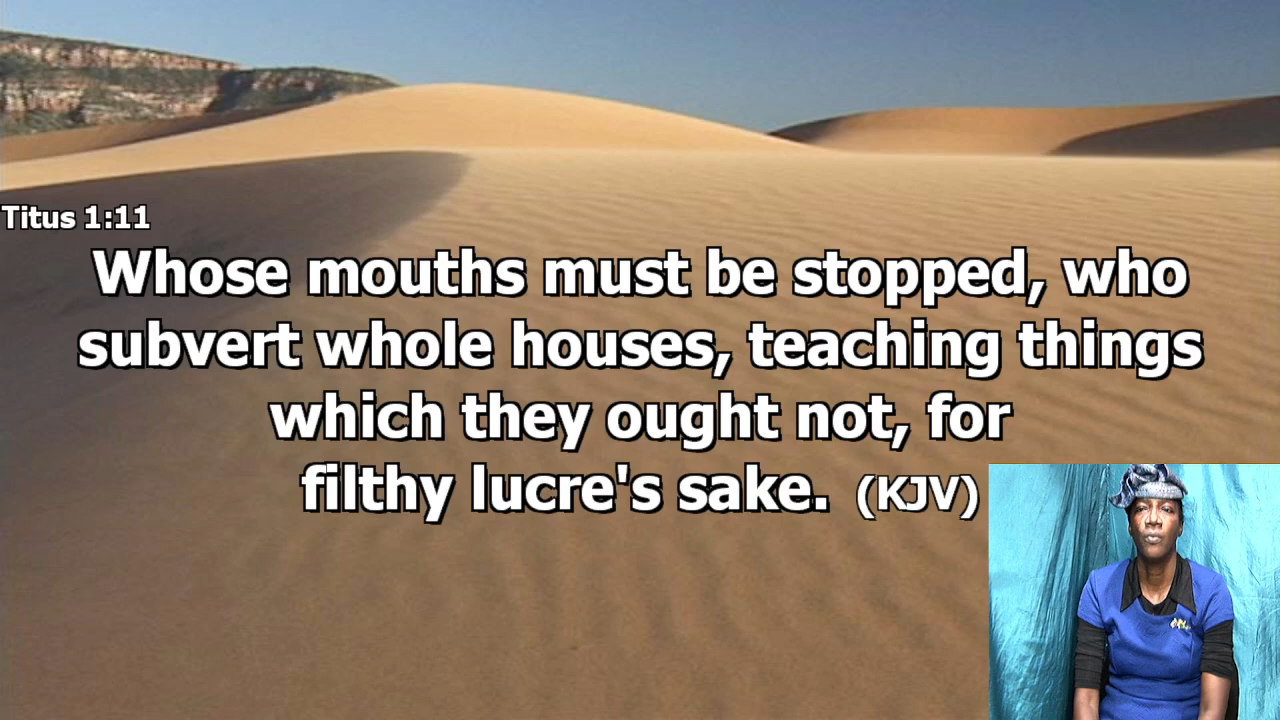 Titus 1:11
Whose mouths must be stopped, who
subvert whole houses, teaching things
which they ought not, for
filthy lucre's sake. (KJV)